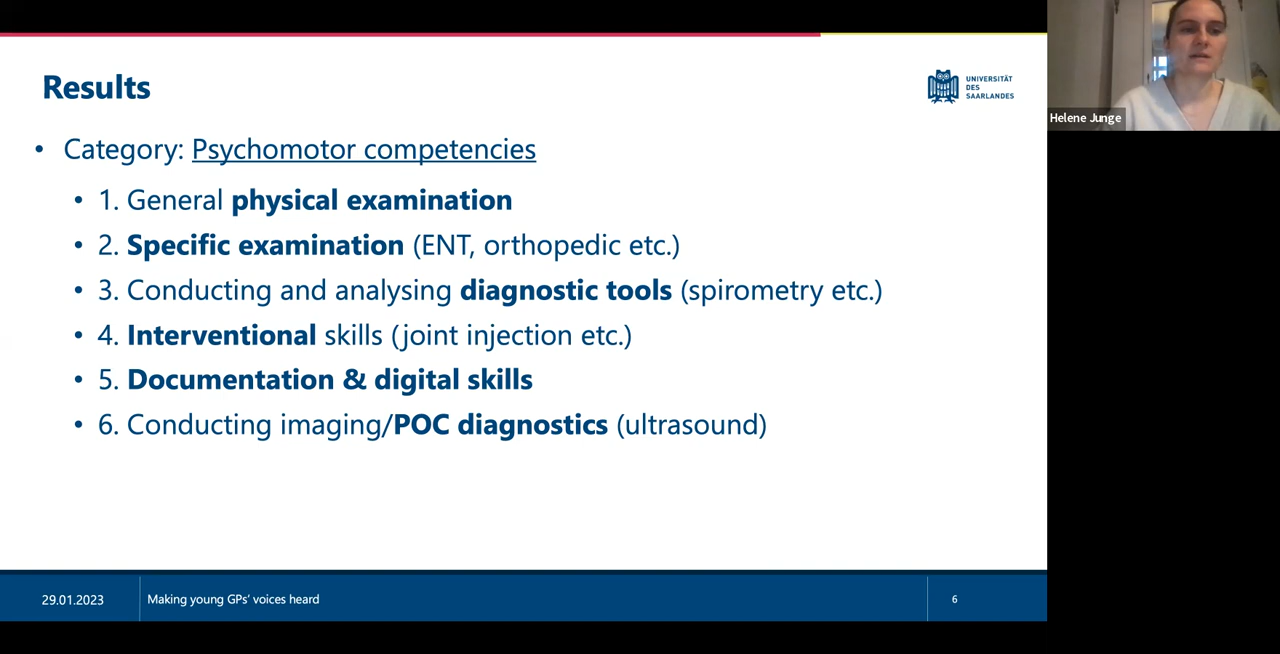 Results
UNIVERSITÄT
DES
SAARLANDES
Helene Junge
• Category: Psychomotor competencies
• 1. General physical examination
• 2. Specific examination (ENT, orthopedic etc.)
• 3. Conducting and analysing diagnostic tools (spirometry etc.)
• 4. Interventional skills (joint injection etc.)
• 5. Documentation & digital skills
• 6. Conducting imaging/POC diagnostics (ultrasound)
29.01.2023
Making young GPs' voices heard
6